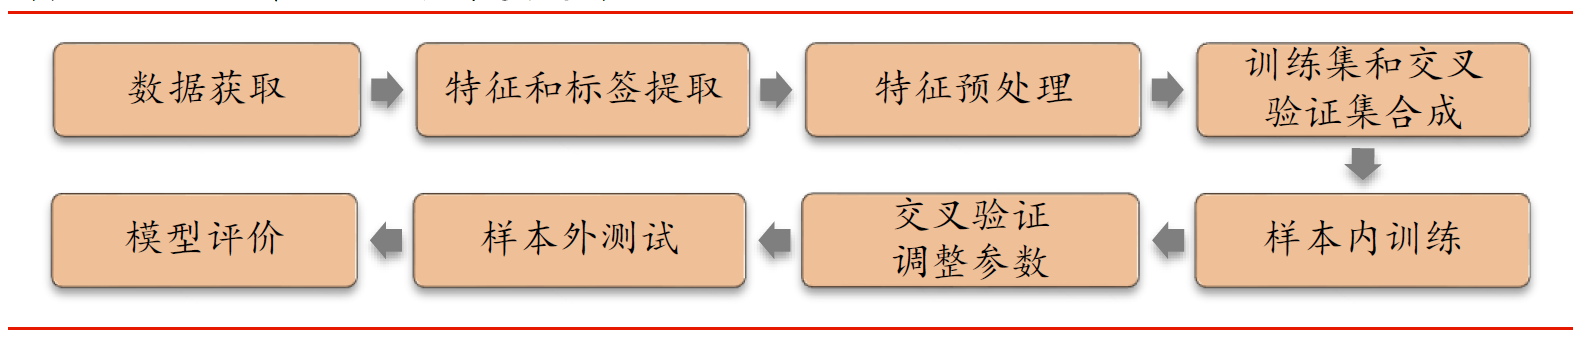 数据获取
特征和标签提取
特征预处理
训练集和交叉
验证集合成
样本内训练
交叉验证
调整参数
样本外测试
模型评价